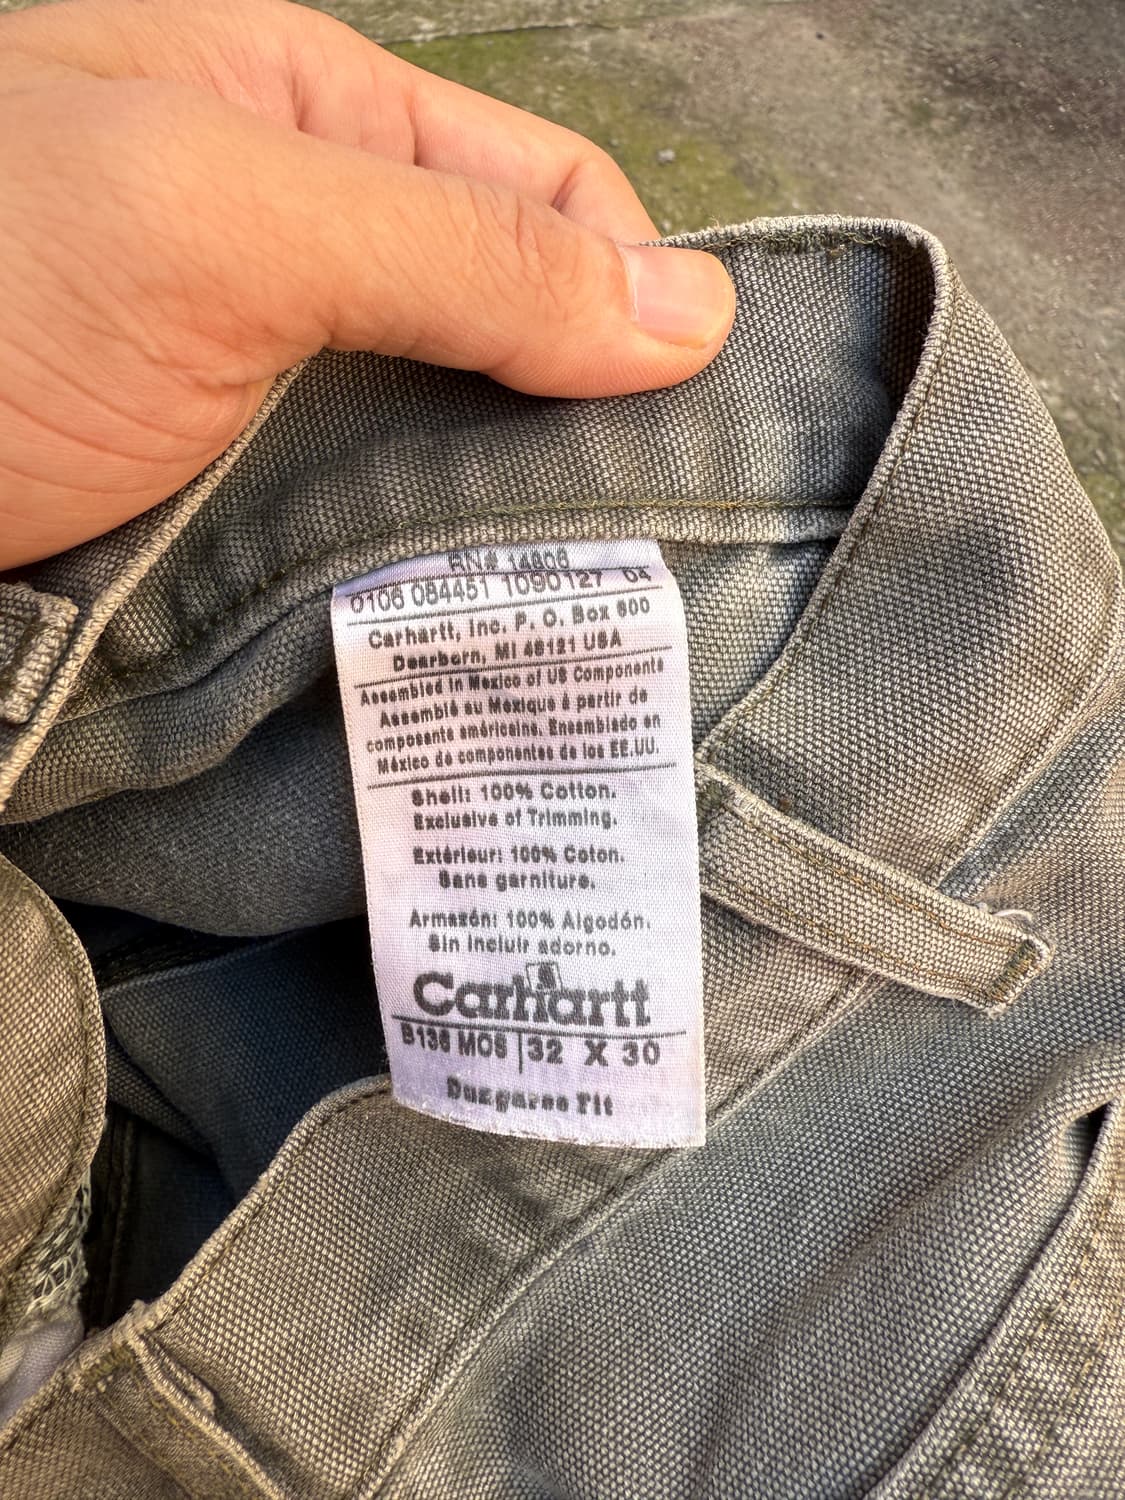 RN# 14806
0106 084451 1090127 04
Carhartt, Inc. P. O. Box 600
Dearborn, MI 48121 USA
Assembled in Mexico of US Components
Assemblé au Mexique à partir de
composants américains. Ensamblado en
México de componentes de los EE.UU.
Shell: 100% Cotton.
Exclusive of Trimming.
Extérieur: 100% Coton.
Sans garniture.
Armazón: 100% Algodón.
Sin incluir adorno.
Carhartt
B136 MOS 32 X 30
Dungaree Fit